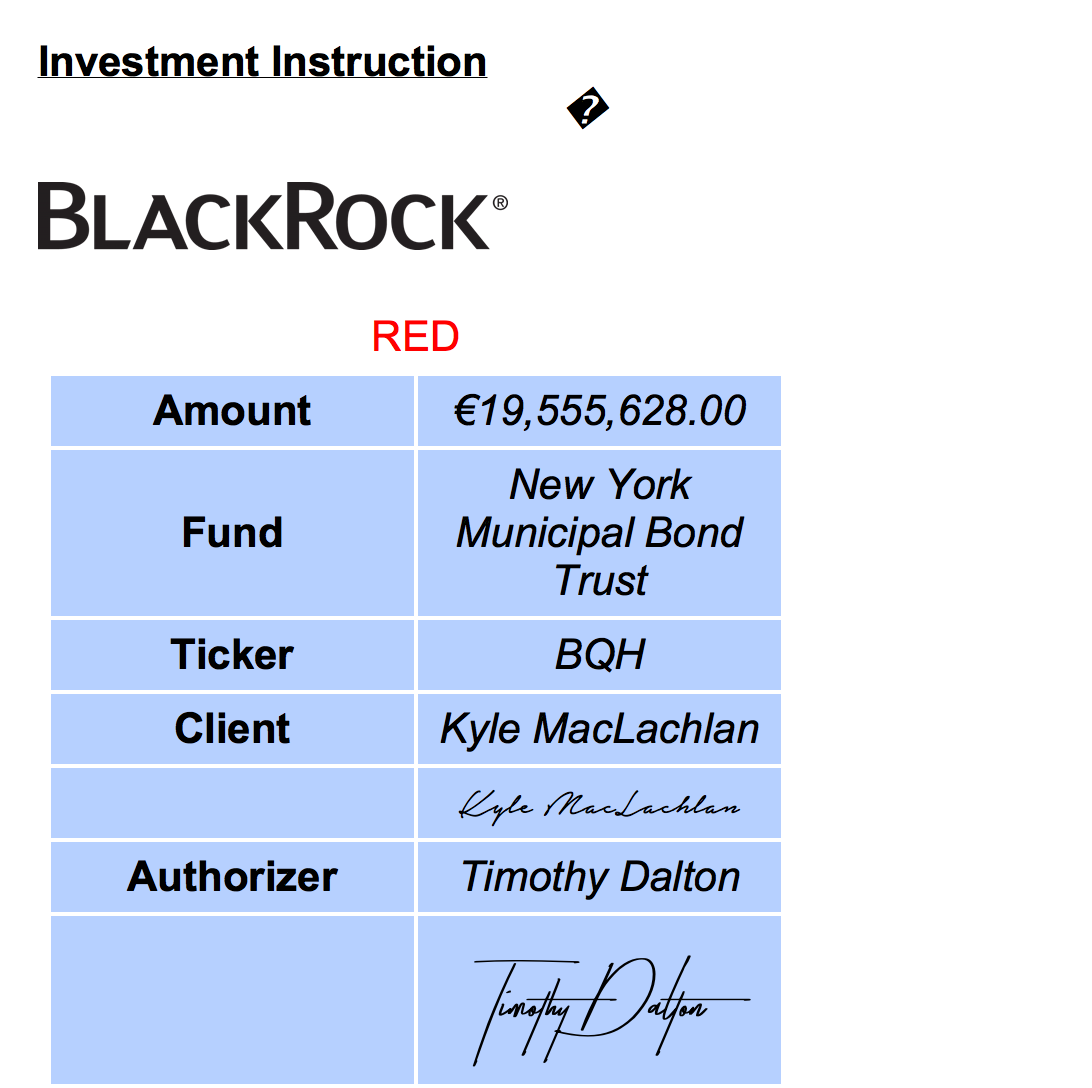 Investment Instruction
�
BLACKROCK®
RED
Amount €19,555,628.00
Fund New York
Municipal Bond
Trust
Ticker BQH
Client Kyle MacLachlan
Kyle MacLachlan
Authorizer Timothy Dalton
Timothy Dalton